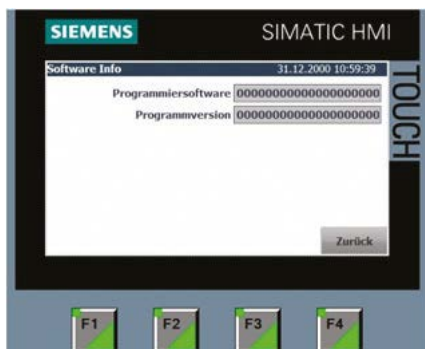 SIEMENS SIMATIC HMI
Software Info 31.12.2000 10:59:39
Programmiersoftware 00000000000000000000
Programmversion 00000000000000000000
Zurück
TOUCH
F1 F2 F3 F4